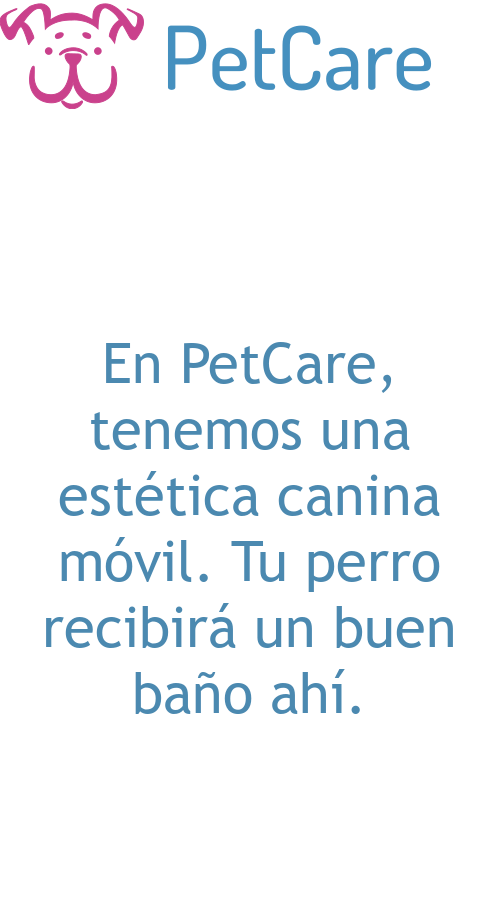 PetCare
En PetCare,
tenemos una
estética canina
móvil. Tu perro
recibirá un buen
baño ahí.